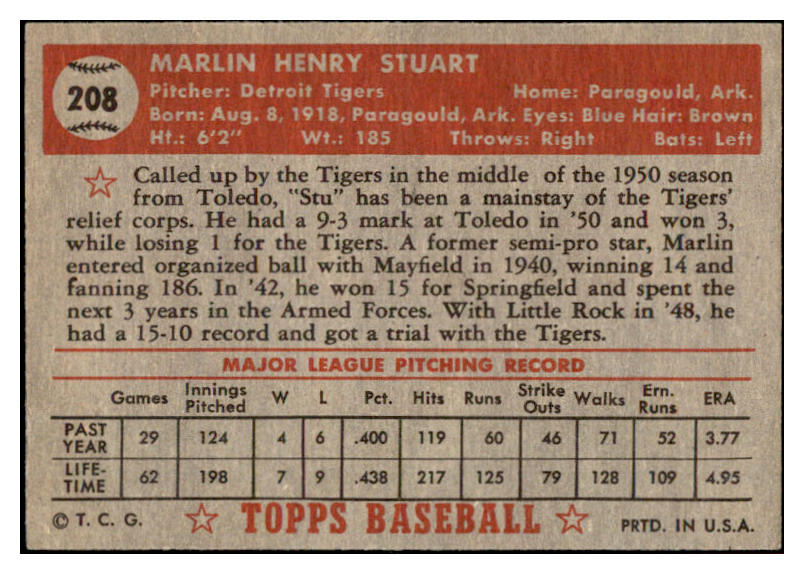 208
MARLIN HENRY STUART
Pitcher: Detroit Tigers Home: Paragould, Ark.
Born: Aug. 8, 1918, Paragould, Ark. Eyes: Blue Hair: Brown
Ht.: 6'2" Wt.: 185 Throws: Right Bats: Left
Called up by the Tigers in the middle of the 1950 season
from Toledo, "Stu" has been a mainstay of the Tigers'
relief corps. He had a 9-3 mark at Toledo in '50 and won 3,
while losing 1 for the Tigers. A former semi-pro star, Marlin
entered organized ball with Mayfield in 1940, winning 14 and
fanning 186. In '42, he won 15 for Springfield and spent the
next 3 years in the Armed Forces. With Little Rock in '48, he
had a 15-10 record and got a trial with the Tigers.
MAJOR LEAGUE PITCHING RECORD
Games Innings Pitched W L Pct. Hits Runs Strike Outs Walks Ern. Runs ERA
PAST YEAR 29 124 4 6 .400 119 60 46 71 52 3.77
LIFE-TIME 62 198 7 9 .438 217 125 79 128 109 4.95
© T. C. G. TOPPS BASEBALL PRTD. IN U.S.A.